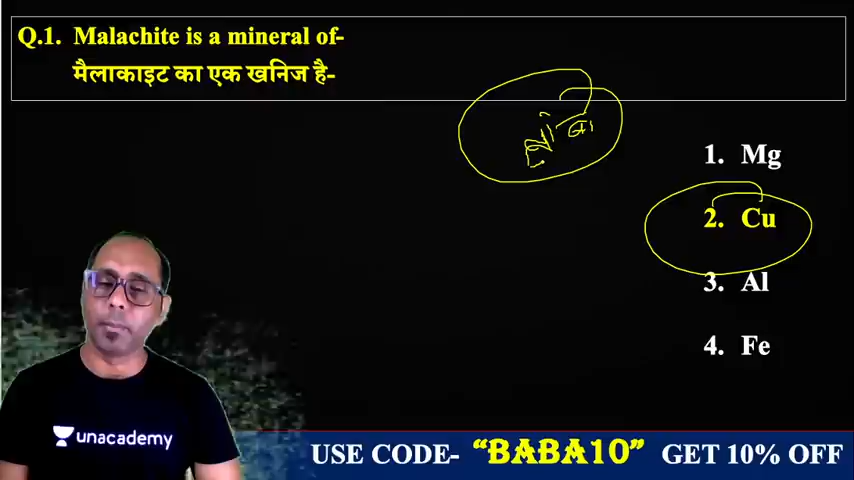 Q.1. Malachite is a mineral of-
मैलाकाइट का एक खनिज है-
1. Mg
2. Cu
3. Al
4. Fe
unacademy
USE CODE- “BABA10” GET 10% OFF